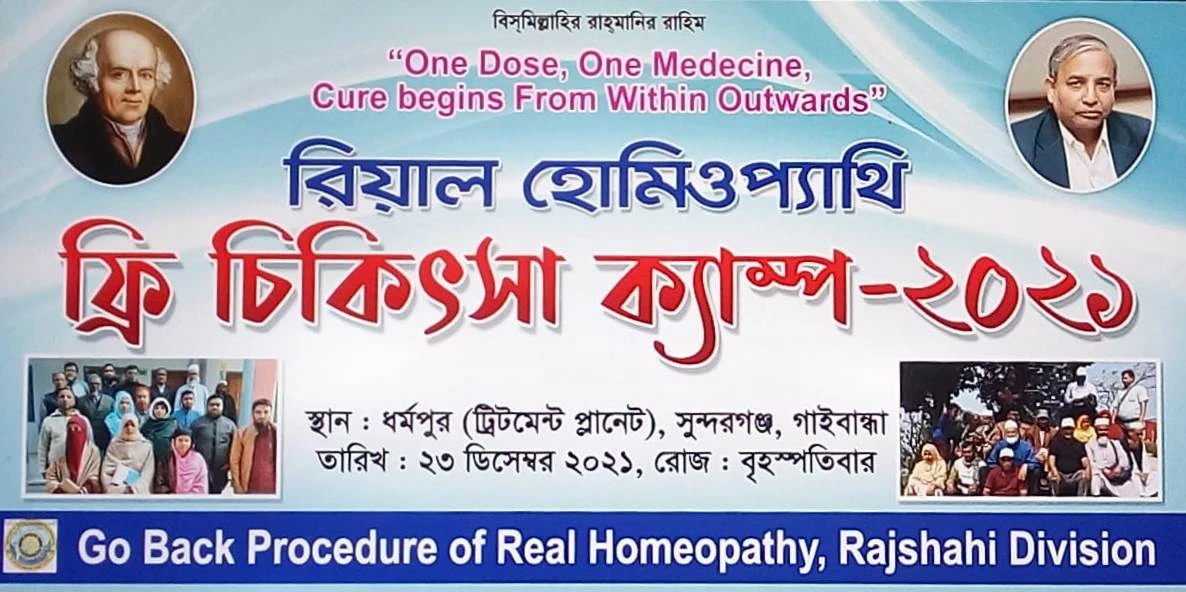 বিস্‌মিল্লাহির রাহ্‌মানির রাহিম
“One Dose, One Medecine,
Cure begins From Within Outwards”
রিয়াল হোমিওপ্যাথি
ফ্রি চিকিৎসা ক্যাম্প-২০২১
স্থান : ধর্মপুর (ট্রিটমেন্ট প্লানেট), সুন্দরগঞ্জ, গাইবান্ধা
তারিখ : ২৩ ডিসেম্বর ২০২১, রোজ : বৃহস্পতিবার
Go Back Procedure of Real Homeopathy, Rajshahi Division